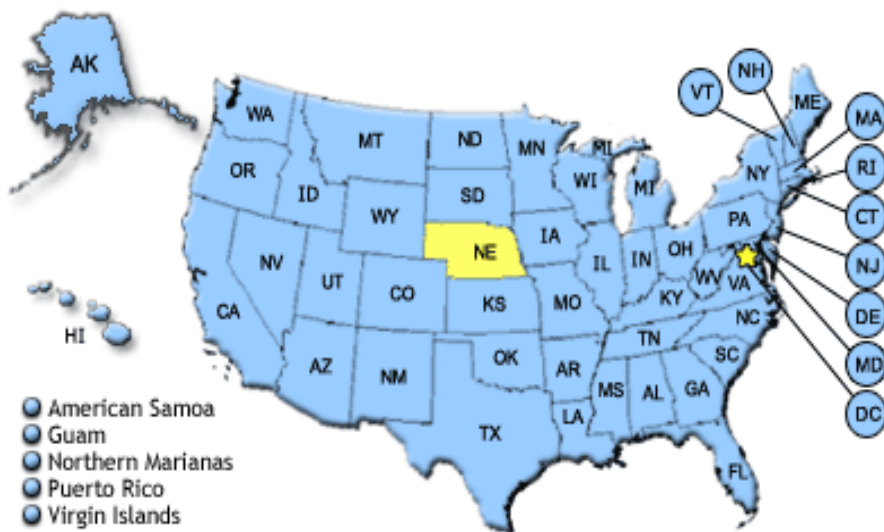 AK
VT
NH
ME
MA
WA
MT
ND
MN
MI
RI
OR
ID
SD
WI
MI
NY
CT
WY
PA
NE
IA
OH
NJ
NV
UT
IL
IN
WV
VA
CO
DE
CA
KS
MO
KY
NC
HI
TN
MD
AZ
NM
OK
AR
SC
MS
AL
GA
DC
TX
LA
FL
American Samoa
Guam
Northern Marianas
Puerto Rico
Virgin Islands